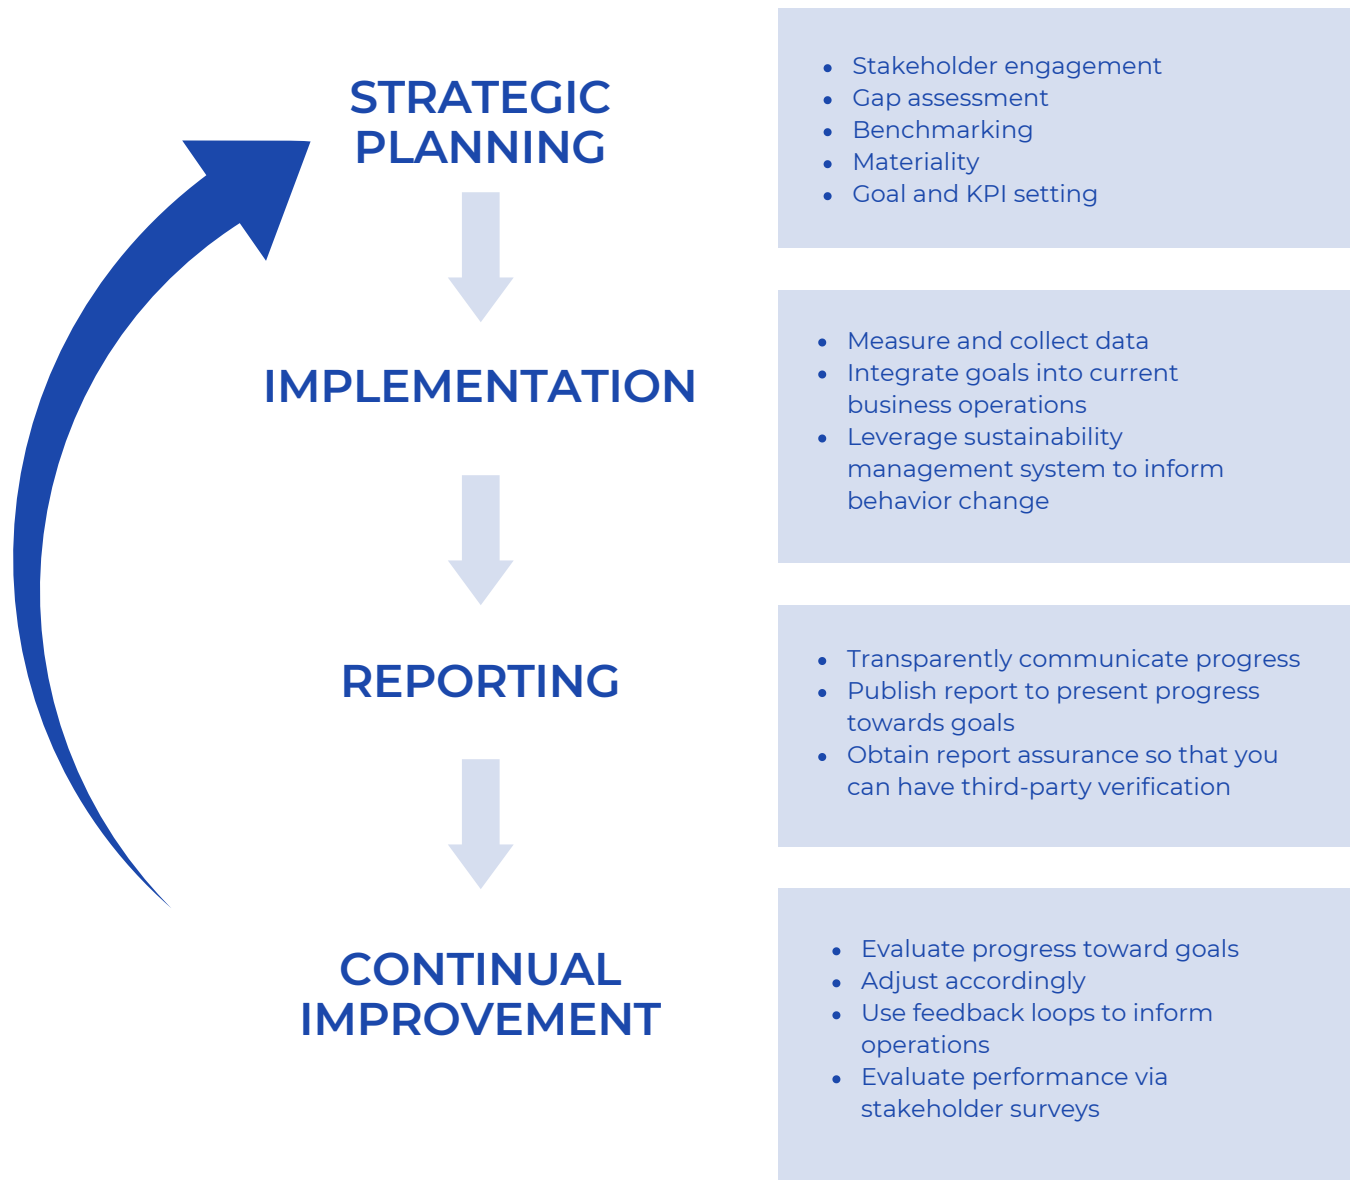 STRATEGIC
PLANNING
• Stakeholder engagement
• Gap assessment
• Benchmarking
• Materiality
• Goal and KPI setting
IMPLEMENTATION
• Measure and collect data
• Integrate goals into current
business operations
• Leverage sustainability
management system to inform
behavior change
REPORTING
• Transparently communicate progress
• Publish report to present progress
towards goals
• Obtain report assurance so that you
can have third-party verification
CONTINUAL
IMPROVEMENT
• Evaluate progress toward goals
• Adjust accordingly
• Use feedback loops to inform
operations
• Evaluate performance via
stakeholder surveys